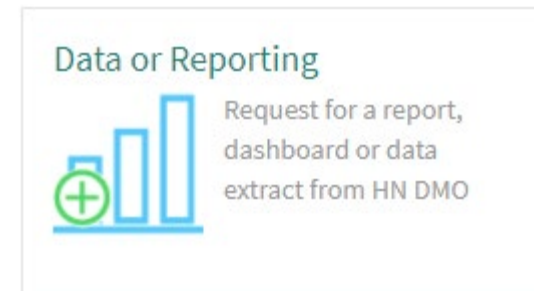 Data or Reporting
Request for a report,
dashboard or data
extract from HN DMO